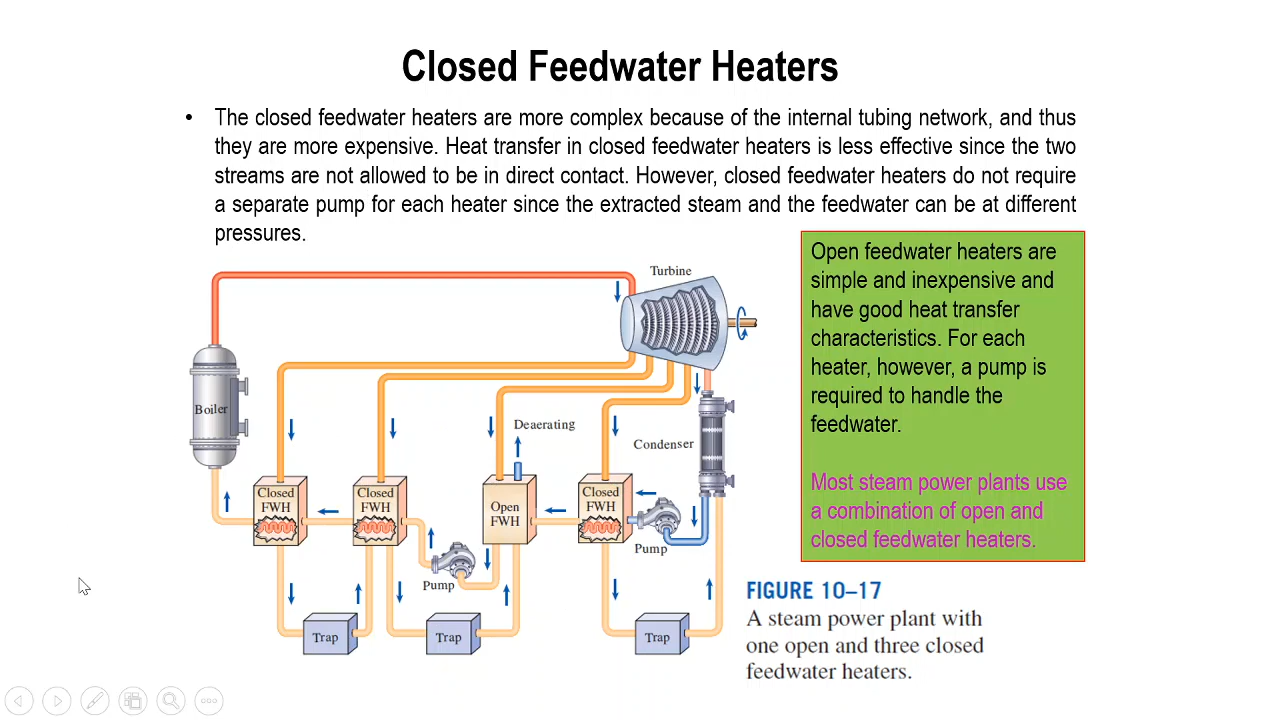 Closed Feedwater Heaters
• The closed feedwater heaters are more complex because of the internal tubing network, and thus
they are more expensive. Heat transfer in closed feedwater heaters is less effective since the two
streams are not allowed to be in direct contact. However, closed feedwater heaters do not require
a separate pump for each heater since the extracted steam and the feedwater can be at different
pressures.
Open feedwater heaters are
simple and inexpensive and
have good heat transfer
characteristics. For each
heater, however, a pump is
required to handle the
feedwater.
Most steam power plants use
a combination of open and
closed feedwater heaters.
Turbine
Boiler
Deaerating
Condenser
Closed
FWH
Closed
FWH
Open
FWH
Closed
FWH
Pump
Pump
Trap
Trap
Trap
FIGURE 10–17
A steam power plant with
one open and three closed
feedwater heaters.